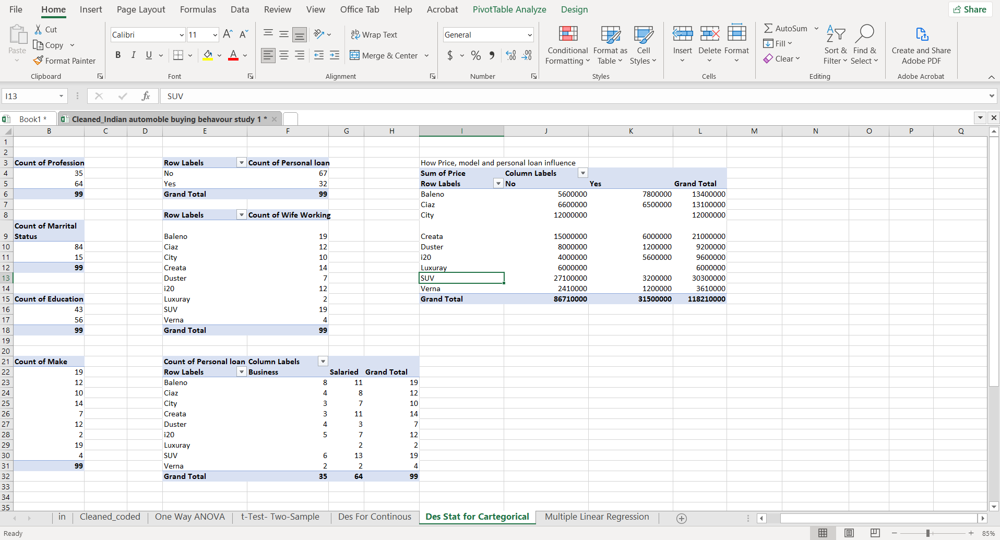 File Home Insert Page Layout Formulas Data Review View Office Tab Help Acrobat PivotTable Analyze Design Share
Paste Cut Copy Format Painter Clipboard
Calibri 11 A A B I U A Font
ab Wrap Text Merge & Center Alignment
General $ % Number
Conditional Formatting Format as Table Cell Styles Styles
Insert Delete Format Cells
AutoSum Fill Clear Sort & Filter Find & Select Editing
Create and Share Adobe PDF Adobe Acrobat
I13 fx SUV
Book1 * Cleaned_Indian automoble buying behavour study 1 *
B C D E F G H I J K L M N O P Q
1
2
3 Count of Profession Row Labels Count of Personal loan How Price, model and personal loan influence
4 35 No 67 Sum of Price Column Labels
5 64 Yes 32 Row Labels No Yes Grand Total
6 99 Grand Total 99 Baleno 5600000 7800000 13400000
7 Ciaz 6600000 6500000 13100000
8 Row Labels Count of Wife Working City 12000000 12000000
Count of Marrital
9 Status Baleno 19 Creata 15000000 6000000 21000000
10 84 Ciaz 12 Duster 8000000 1200000 9200000
11 15 City 10 i20 4000000 5600000 9600000
12 99 Creata 14 Luxuray 6000000 6000000
13 Duster 7 SUV 27100000 3200000 30300000
14 i20 12 Verna 2410000 1200000 3610000
15 Count of Education Luxuray 2 Grand Total 86710000 31500000 118210000
16 43 SUV 19
17 56 Verna 4
18 99 Grand Total 99
19
20
21 Count of Make Count of Personal loan Column Labels
22 19 Row Labels Business Salaried Grand Total
23 12 Baleno 8 11 19
24 10 Ciaz 4 8 12
25 14 City 3 7 10
26 7 Creata 3 11 14
27 12 Duster 4 3 7
28 2 i20 5 7 12
29 19 Luxuray 2 2
30 4 SUV 6 13 19
31 99 Verna 2 2 4
32 Grand Total 35 64 99
33
34
35
in Cleaned_coded One Way ANOVA t-Test- Two-Sample Des For Continous Des Stat for Cartegorical Multiple Linear Regression
Ready 85%